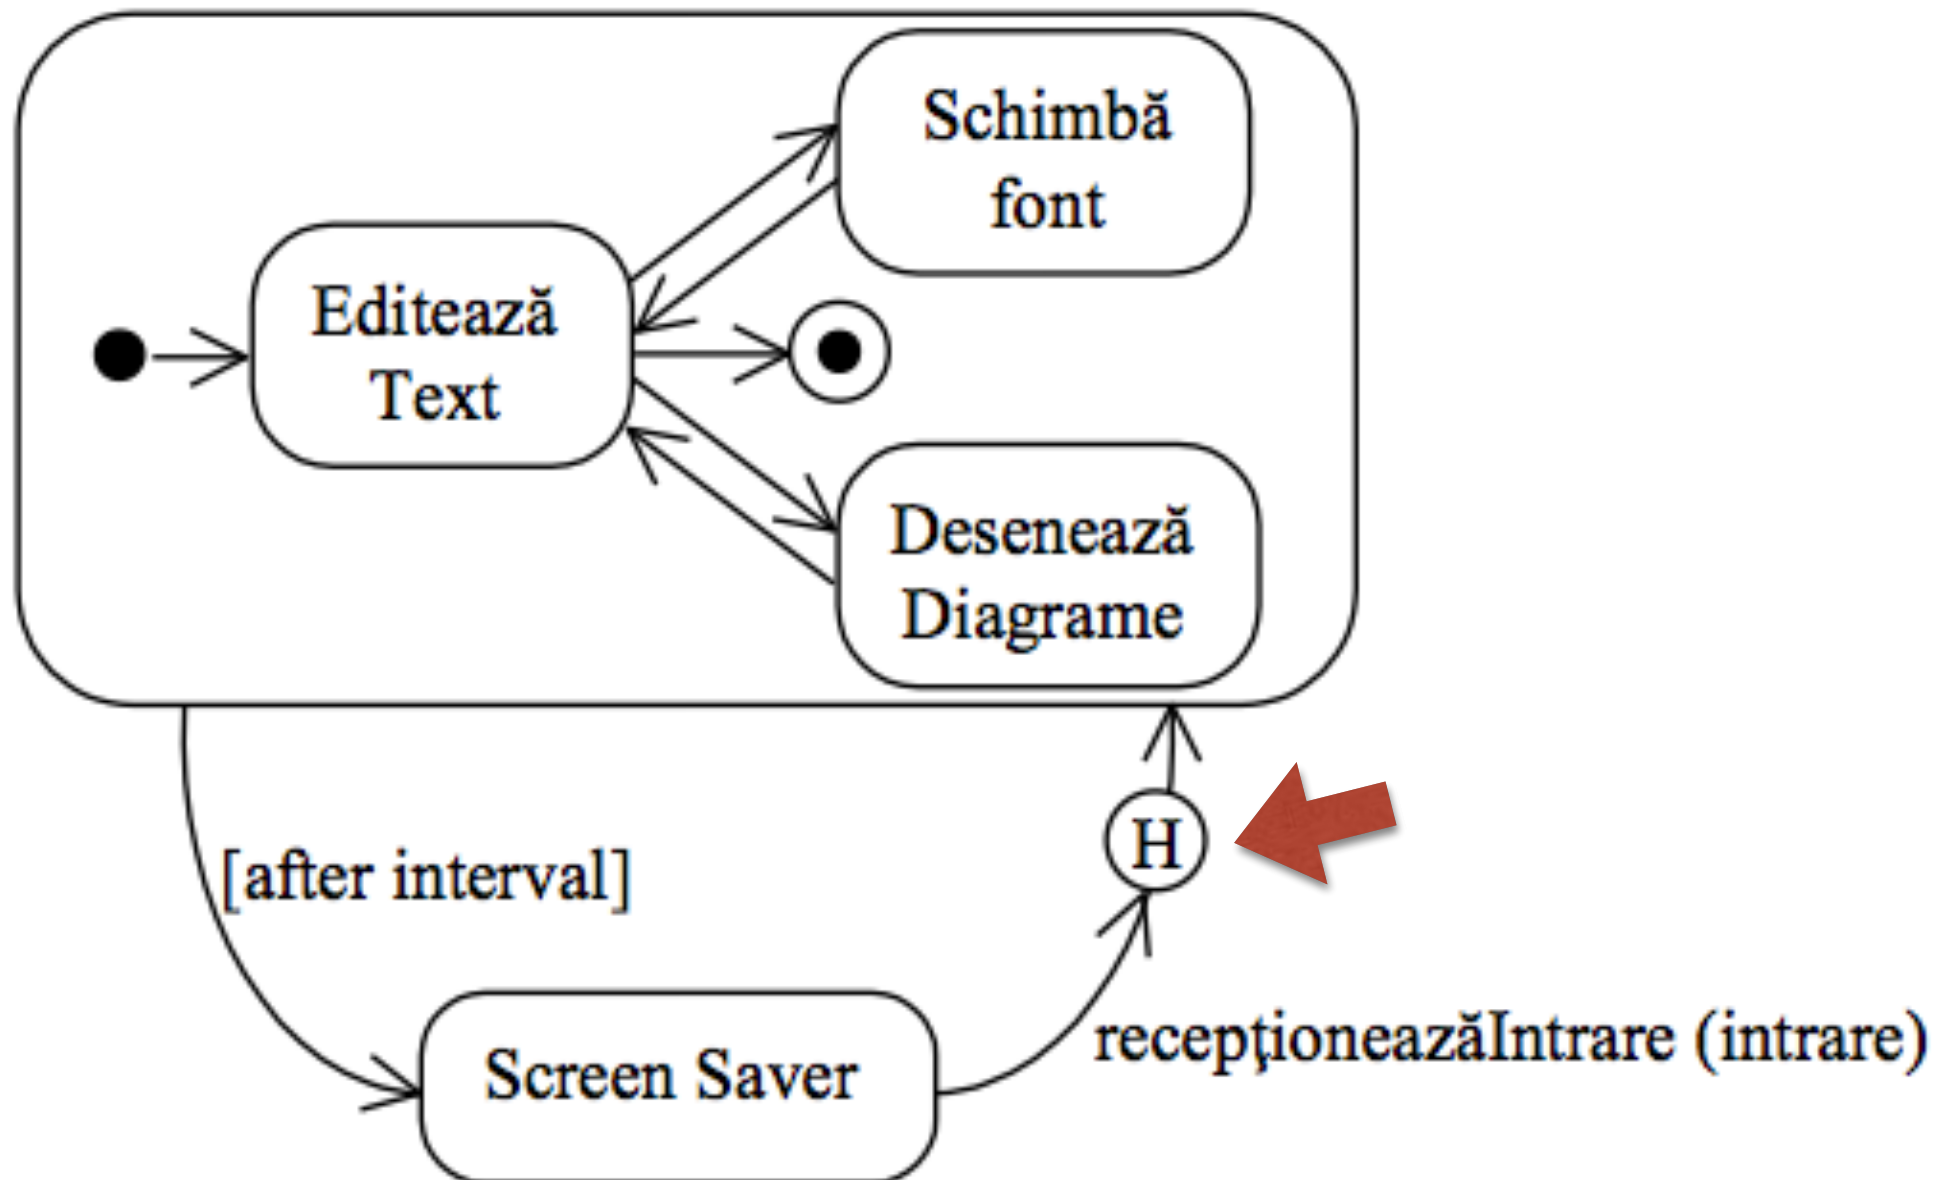 Schimbă
font
Editează
Text
Desenează
Diagrame
[after interval]
H
recepţioneazăIntrare (intrare)
Screen Saver